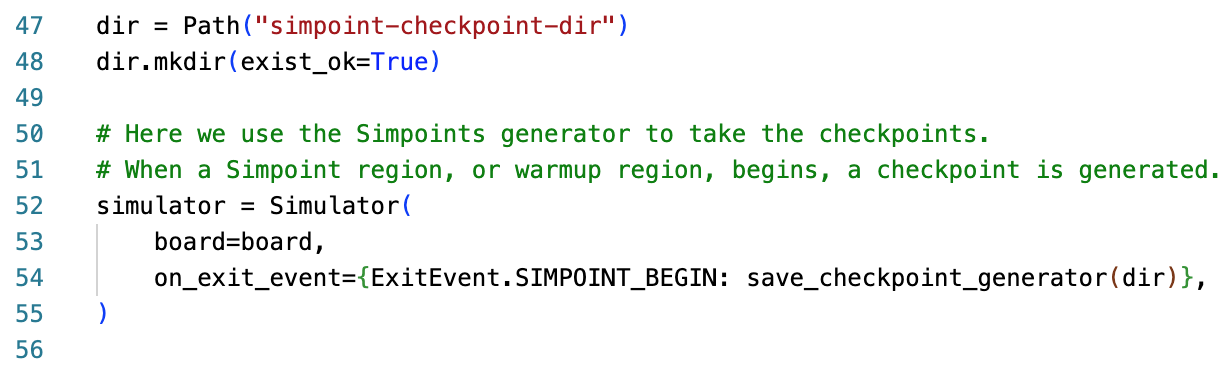 47 dir = Path("simpoint-checkpoint-dir")
48 dir.mkdir(exist_ok=True)
49
50 # Here we use the Simpoints generator to take the checkpoints.
51 # When a Simpoint region, or warmup region, begins, a checkpoint is generated.
52 simulator = Simulator(
53     board=board,
54     on_exit_event={ExitEvent.SIMPOINT_BEGIN: save_checkpoint_generator(dir)},
55 )
56